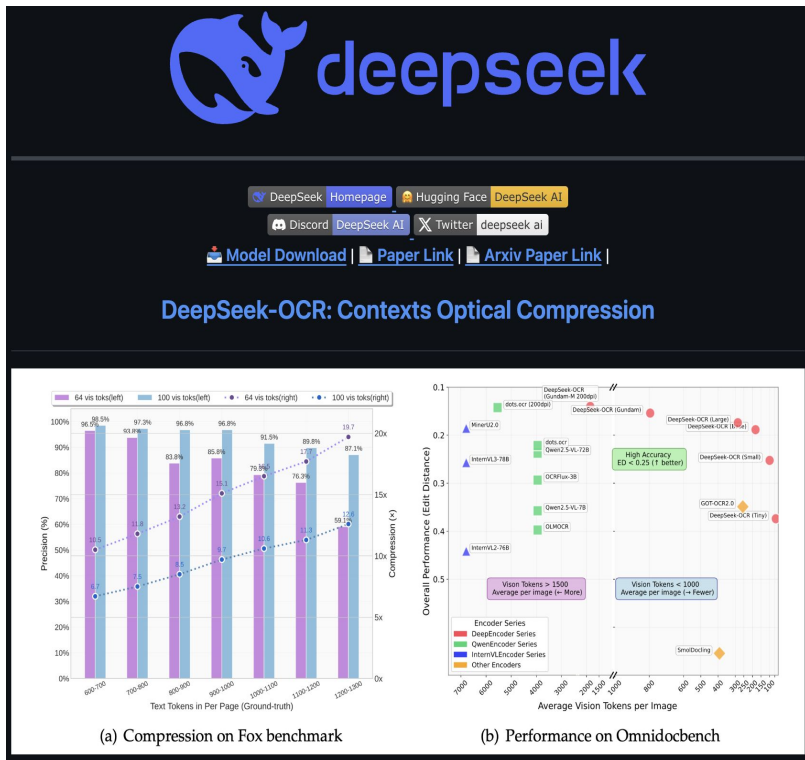 deepseek
DeepSeek Homepage Hugging Face DeepSeek AI
Discord DeepSeek AI Twitter deepseek ai
Model Download | Paper Link | Arxiv Paper Link |
DeepSeek-OCR: Contexts Optical Compression
64 vis toks(left) 100 vis toks(left) 64 vis toks(right) 100 vis toks(right)
100%
90%
80%
70%
60%
50%
40%
30%
20%
10%
0%
Precision (%)
96.5% 98.5% 93.8% 97.3% 83.8% 96.8% 85.8% 96.8% 79.3% 91.5% 76.3% 89.8% 59.1% 87.1%
10.5 11.8 13.2 15.1 16.5 17.7 19.7
6.7 7.5 8.5 9.7 10.6 11.3 12.6
20x
15x
10x
5x
0x
Compression (×)
600-700 700-800 800-900 900-1000 1000-1100 1100-1200 1200-1300
Text Tokens in Per Page (Ground-truth)
(a) Compression on Fox benchmark
Overall Performance (Edit Distance)
0.1
0.2
0.3
0.4
0.5
DeepSeek-OCR
(Gundam-M 200dpi)
dots.ocr (200dpi)
DeepSeek-OCR (Gundam)
MinerU2.0
DeepSeek-OCR (Large)
dots.ocr
Qwen2.5-VL-72B
High Accuracy
ED < 0.25 (↑ better)
InternVL3-78B
DeepSeek-OCR (Small)
OCRFlux-3B
GOT-OCR2.0
Qwen2.5-VL-7B
DeepSeek-OCR (Tiny)
OLMOCR
InternVL2-76B
Vison Tokens > 1500
Average per image (← More)
Vison Tokens < 1000
Average per image (→ Fewer)
Encoder Series
DeepEncoder Series
QwenEncoder Series
InternVLEncoder Series
Other Encoders
SmolDocling
7000 6000 5000 4000 3000 2000 1500 1000 800 600 500 400 300 250 200 150 100
Average Vision Tokens per Image
(b) Performance on Omnidocbench